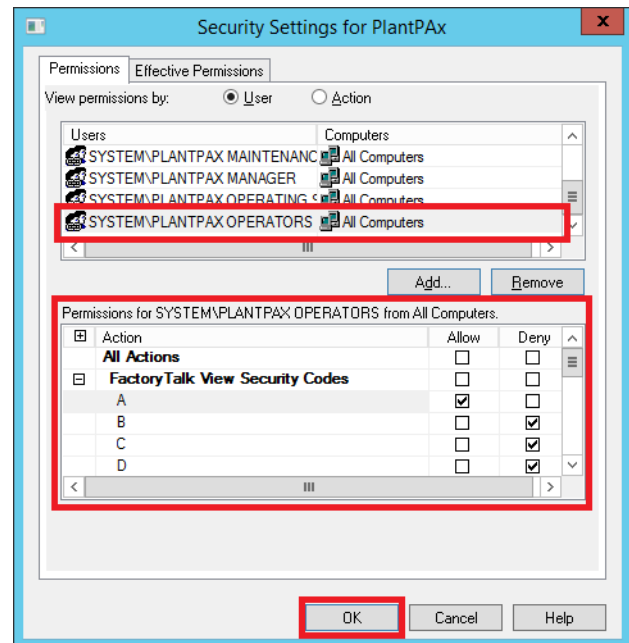 Security Settings for PlantPAx
x
Permissions Effective Permissions
View permissions by: User Action
Users Computers
SYSTEM\PLANTPAX MAINTENANC All Computers
SYSTEM\PLANTPAX MANAGER All Computers
SYSTEM\PLANTPAX OPERATING All Computers
SYSTEM\PLANTPAX OPERATORS All Computers
Add... Remove
Permissions for SYSTEM\PLANTPAX OPERATORS from All Computers.
Action Allow Deny
All Actions
FactoryTalk View Security Codes
A
B
C
D
OK Cancel Help